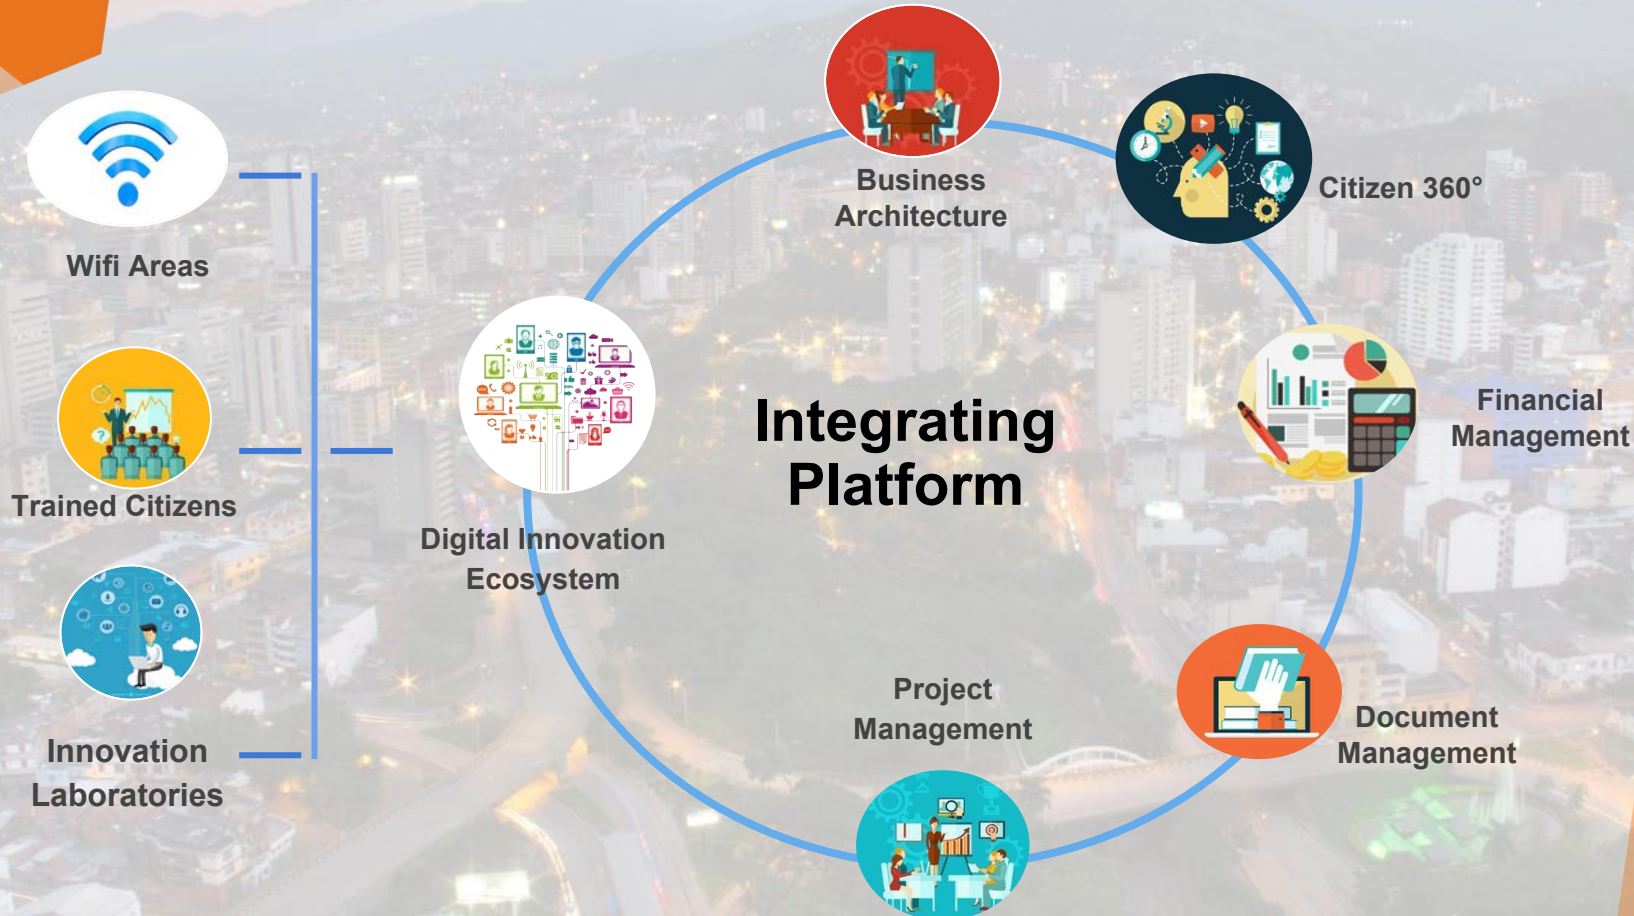 Wifi Areas
Trained Citizens
Innovation
Laboratories
Digital Innovation
Ecosystem
Integrating
Platform
Business
Architecture
Citizen 360°
Financial
Management
Document
Management
Project
Management